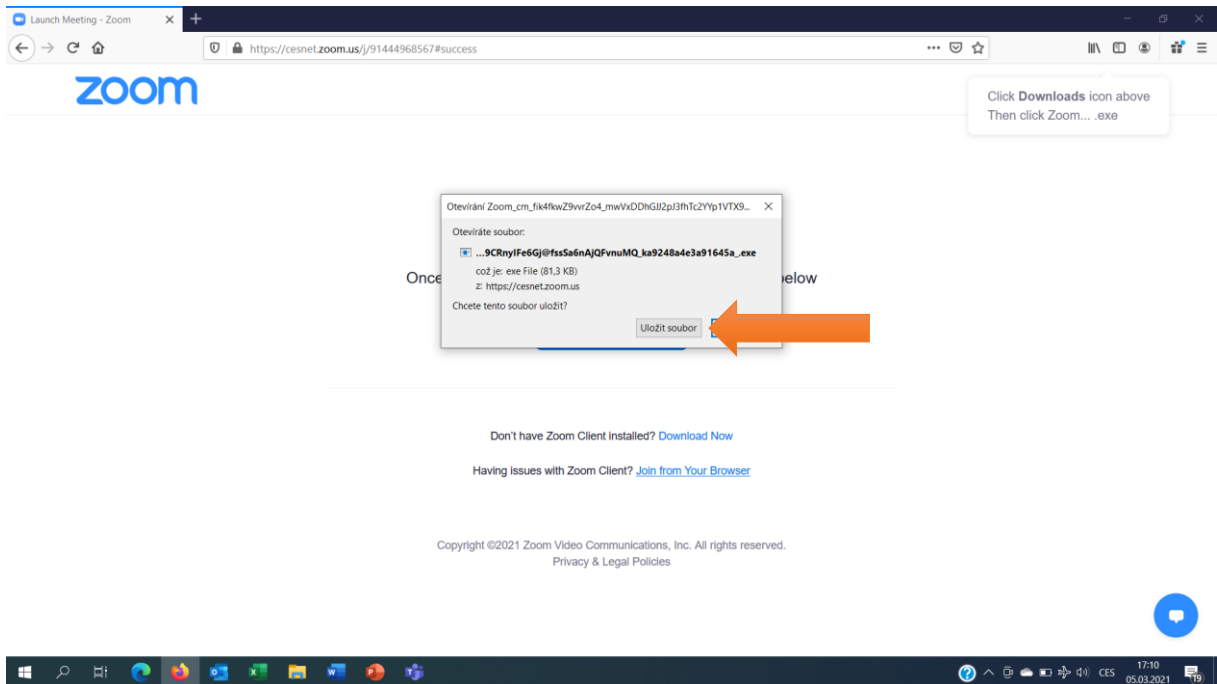 Launch Meeting - Zoom
https://cesnet.zoom.us/j/91444968567#success
zoom
Click Downloads icon above
Then click Zoom... .exe
Otevírání Zoom_cm_fik4fkwZ9vvrZo4_mwVxDDhGJJ2pJ3fhTc2YYp1VTX9...
Otevíráte soubor:
...9CRnyIFe6Gj@fssSa6nAjQFvnuMQ_ka9248a4e3a91645a_.exe
což je: exe File (81,3 KB)
z: https://cesnet.zoom.us
Chcete tento soubor uložit?
Uložit soubor
Once
below
Don't have Zoom Client installed? Download Now
Having issues with Zoom Client? Join from Your Browser
Copyright ©2021 Zoom Video Communications, Inc. All rights reserved.
Privacy & Legal Policies
CES
17:10
05.03.2021
19